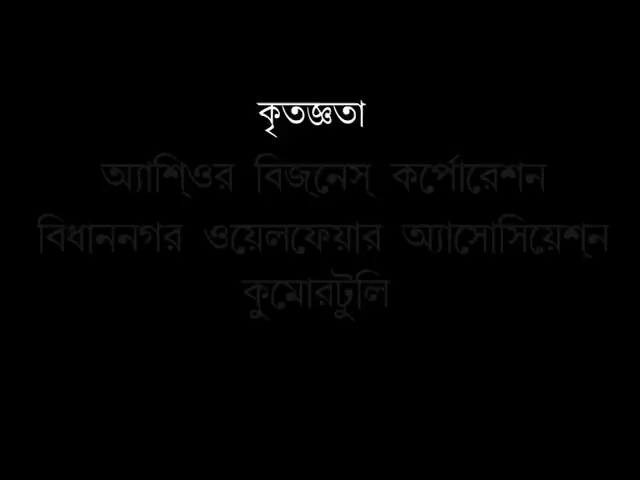 কৃতজ্ঞতা
অ্যাশিওর বিজ্‌নেস্ কর্পোরেশন
বিধাননগর ওয়েলফেয়ার অ্যাসোসিয়েশ্‌ন
কুমোরটুলি